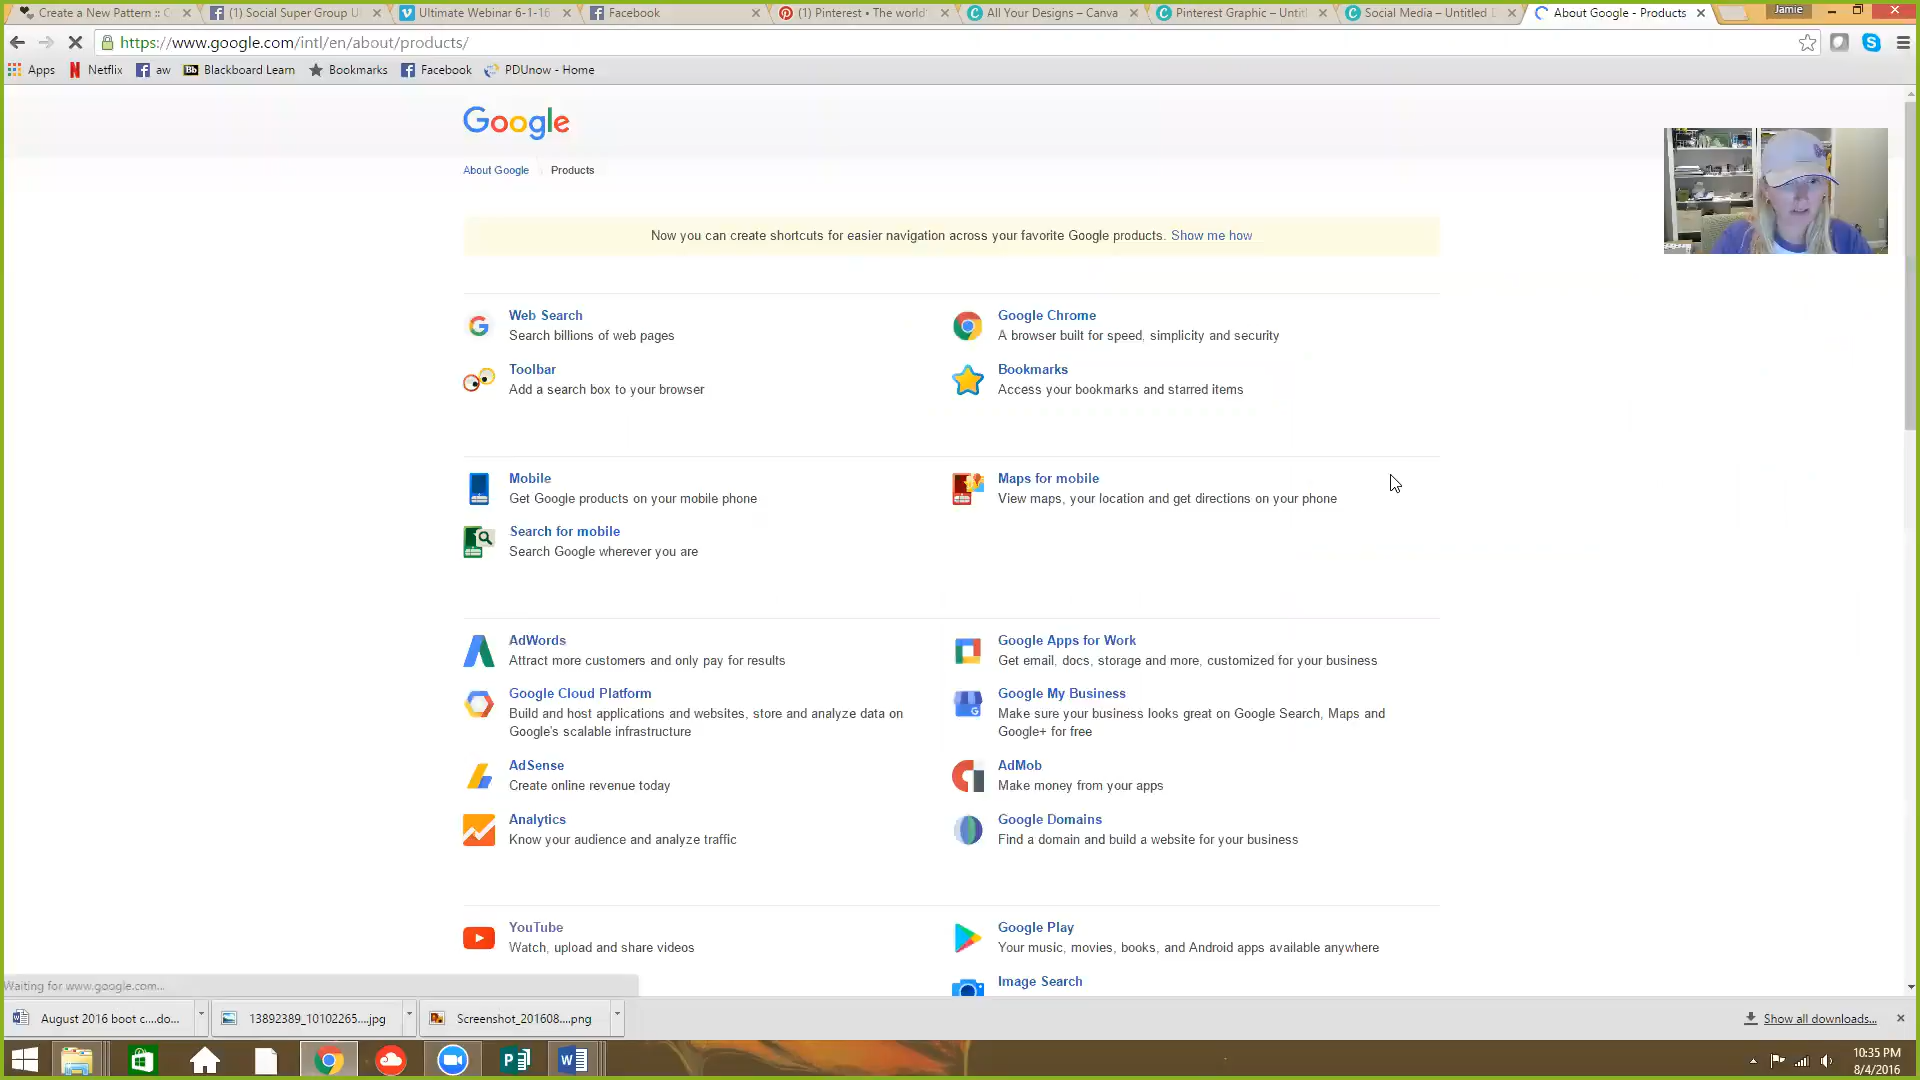 Create a New Pattern :: C
(1) Social Super Group Ul
Ultimate Webinar 6-1-16
Facebook
(1) Pinterest • The world'
All Your Designs – Canva
Pinterest Graphic – Untitl
Social Media – Untitled D
About Google - Products
Jamie
https://www.google.com/intl/en/about/products/
Apps
Netflix
aw
Blackboard Learn
Bookmarks
Facebook
PDUnow - Home
Google
About Google
Products
Now you can create shortcuts for easier navigation across your favorite Google products. Show me how
Web Search
Search billions of web pages
Google Chrome
A browser built for speed, simplicity and security
Toolbar
Add a search box to your browser
Bookmarks
Access your bookmarks and starred items
Mobile
Get Google products on your mobile phone
Maps for mobile
View maps, your location and get directions on your phone
Search for mobile
Search Google wherever you are
AdWords
Attract more customers and only pay for results
Google Apps for Work
Get email, docs, storage and more, customized for your business
Google Cloud Platform
Build and host applications and websites, store and analyze data on
Google's scalable infrastructure
Google My Business
Make sure your business looks great on Google Search, Maps and
Google+ for free
AdSense
Create online revenue today
AdMob
Make money from your apps
Analytics
Know your audience and analyze traffic
Google Domains
Find a domain and build a website for your business
YouTube
Watch, upload and share videos
Google Play
Your music, movies, books, and Android apps available anywhere
Image Search
Waiting for www.google.com...
August 2016 boot c....do...
13892389_10102265....jpg
Screenshot_201608....png
Show all downloads...
10:35 PM
8/4/2016